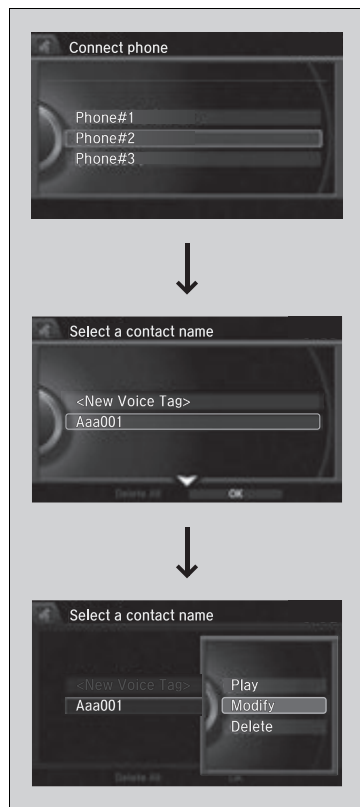 Connect phone
Phone#1
Phone#2
Phone#3
Select a contact name
<New Voice Tag>
Aaa001
Delete All OK
Select a contact name
<New Voice Tag>
Aaa001
Play
Modify
Delete
Delete All OK